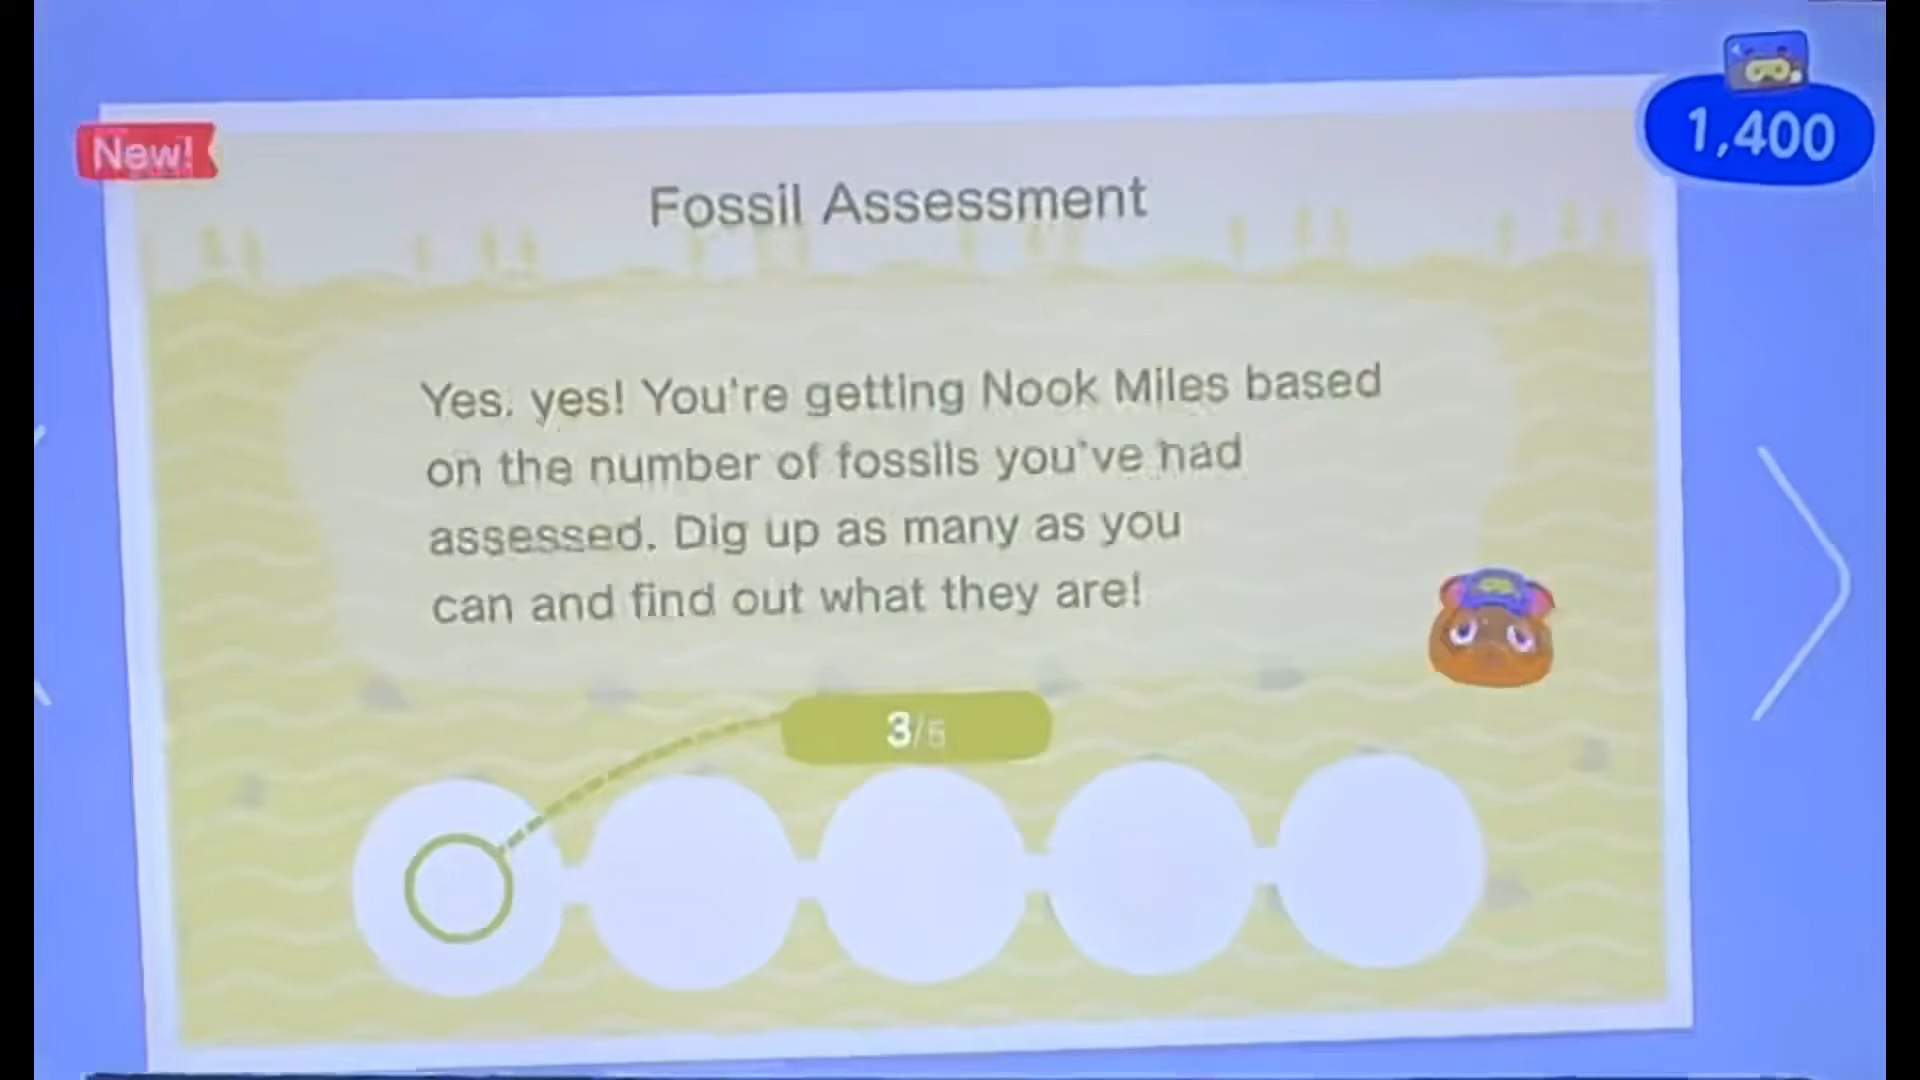 New!
1,400
Fossil Assessment
Yes, yes! You're getting Nook Miles based
on the number of fossils you've had
assessed. Dig up as many as you
can and find out what they are!
3/5